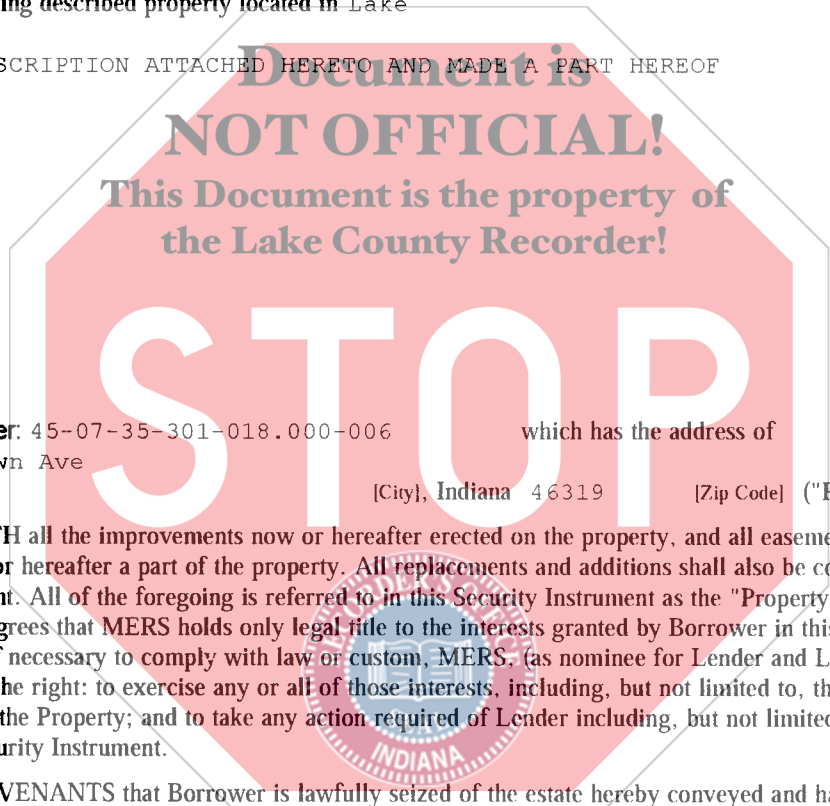 ing described property located in Lake
SCRIPTION ATTACHED HERETO AND MADE A PART HEREOF
Document is
NOT OFFICIAL!
This Document is the property of
the Lake County Recorder!
STOP
er: 45-07-35-301-018.000-006 which has the address of
wn Ave
[City], Indiana 46319 [Zip Code] ("P
TH all the improvements now or hereafter erected on the property, and all easeme
or hereafter a part of the property. All replacements and additions shall also be co
nt. All of the foregoing is referred to in this Security Instrument as the "Property
grees that MERS holds only legal title to the interests granted by Borrower in this
f necessary to comply with law or custom, MERS, (as nominee for Lender and L
he right: to exercise any or all of those interests, including, but not limited to, th
the Property; and to take any action required of Lender including, but not limited
urity Instrument.
INDIANA
VENANTS that Borrower is lawfully seized of the estate hereby conveyed and ha